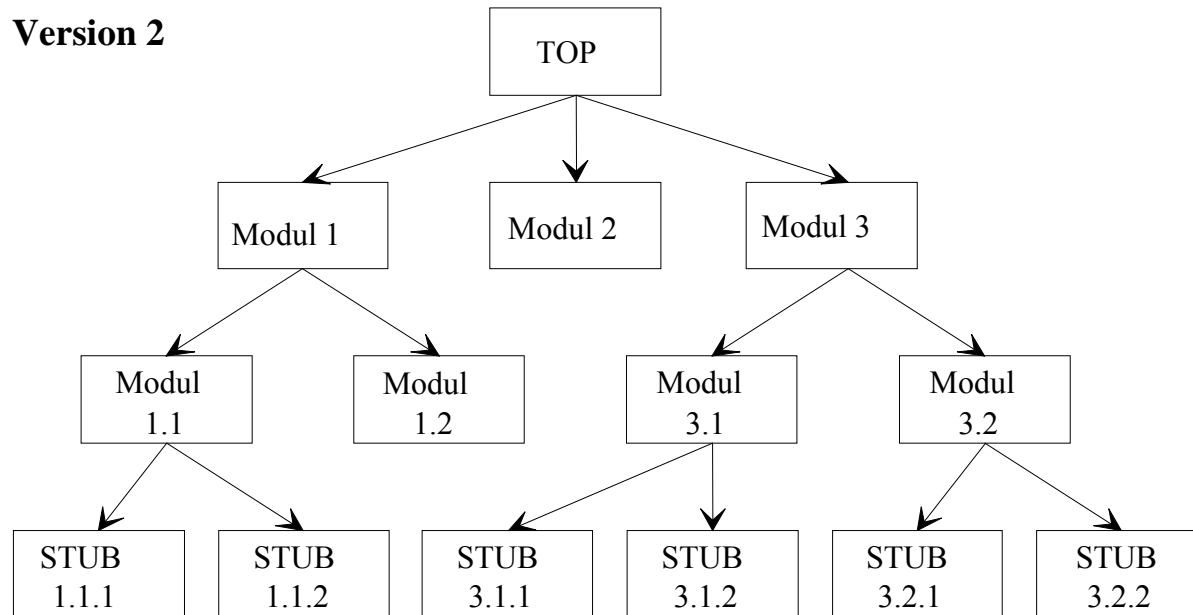 Version 2
TOP
Modul 1
Modul 2
Modul 3
Modul
1.1
Modul
1.2
Modul
3.1
Modul
3.2
STUB
1.1.1
STUB
1.1.2
STUB
3.1.1
STUB
3.1.2
STUB
3.2.1
STUB
3.2.2